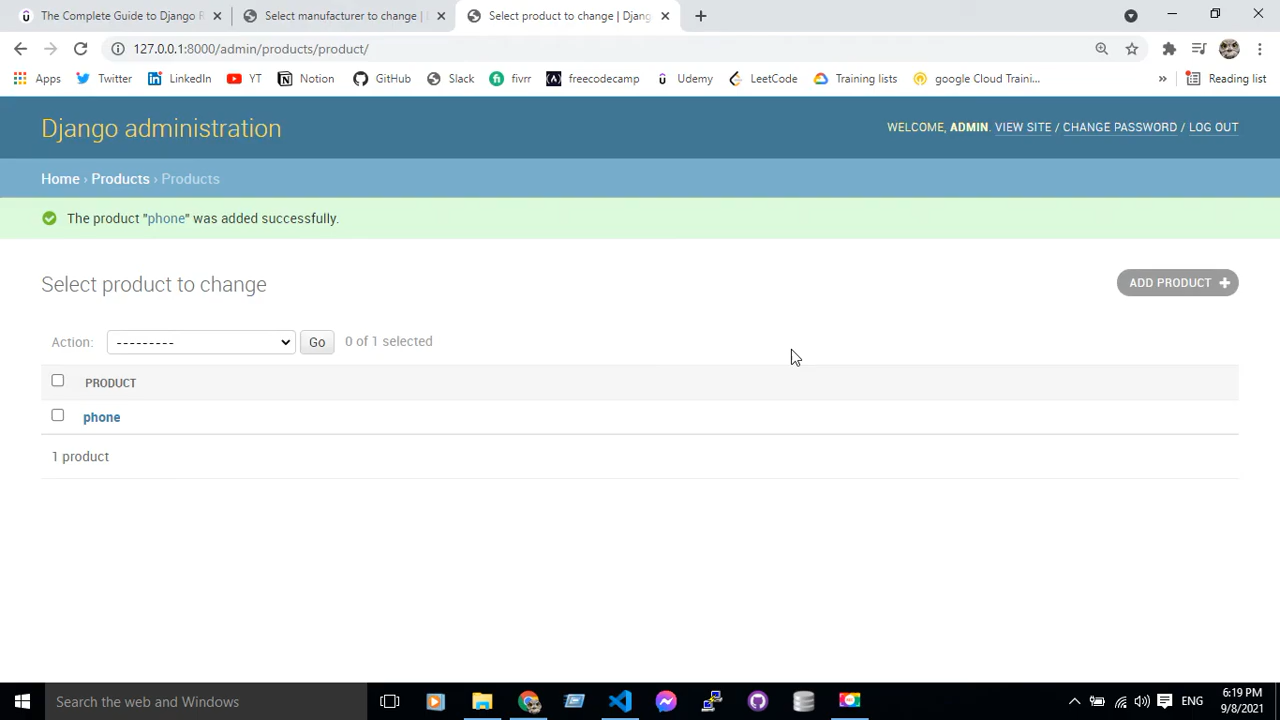 The Complete Guide to Django R
Select manufacturer to change |
Select product to change | Djang
127.0.0.1:8000/admin/products/product/
Apps Twitter LinkedIn YT Notion GitHub Slack fivrr freecodecamp Udemy LeetCode Training lists google Cloud Traini... » Reading list
Django administration
WELCOME, ADMIN. VIEW SITE / CHANGE PASSWORD / LOG OUT
Home › Products › Products
The product "phone" was added successfully.
Select product to change
ADD PRODUCT +
Action: --------- Go 0 of 1 selected
PRODUCT
phone
1 product
Search the web and Windows
ENG
6:19 PM
9/8/2021